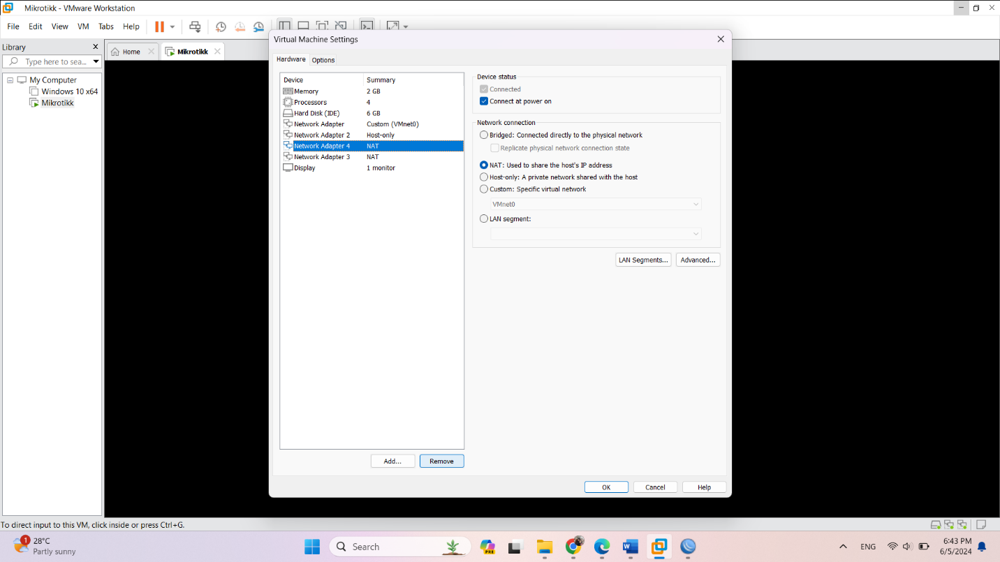 Mikrotikk - VMware Workstation
File Edit View VM Tabs Help
Library
Type here to sea...
My Computer
Windows 10 x64
Mikrotikk
Home
Mikrotikk
Virtual Machine Settings
Hardware Options
Device Summary
Memory 2 GB
Processors 4
Hard Disk (IDE) 6 GB
Network Adapter Custom (VMnet0)
Network Adapter 2 Host-only
Network Adapter 4 NAT
Network Adapter 3 NAT
Display 1 monitor
Add... Remove
Device status
Connected
Connect at power on
Network connection
Bridged: Connected directly to the physical network
Replicate physical network connection state
NAT: Used to share the host's IP address
Host-only: A private network shared with the host
Custom: Specific virtual network
VMnet0
LAN segment:
LAN Segments... Advanced...
OK Cancel Help
To direct input to this VM, click inside or press Ctrl+G.
1
28°C
Partly sunny
Search
PRE
ENG
6:43 PM
6/5/2024